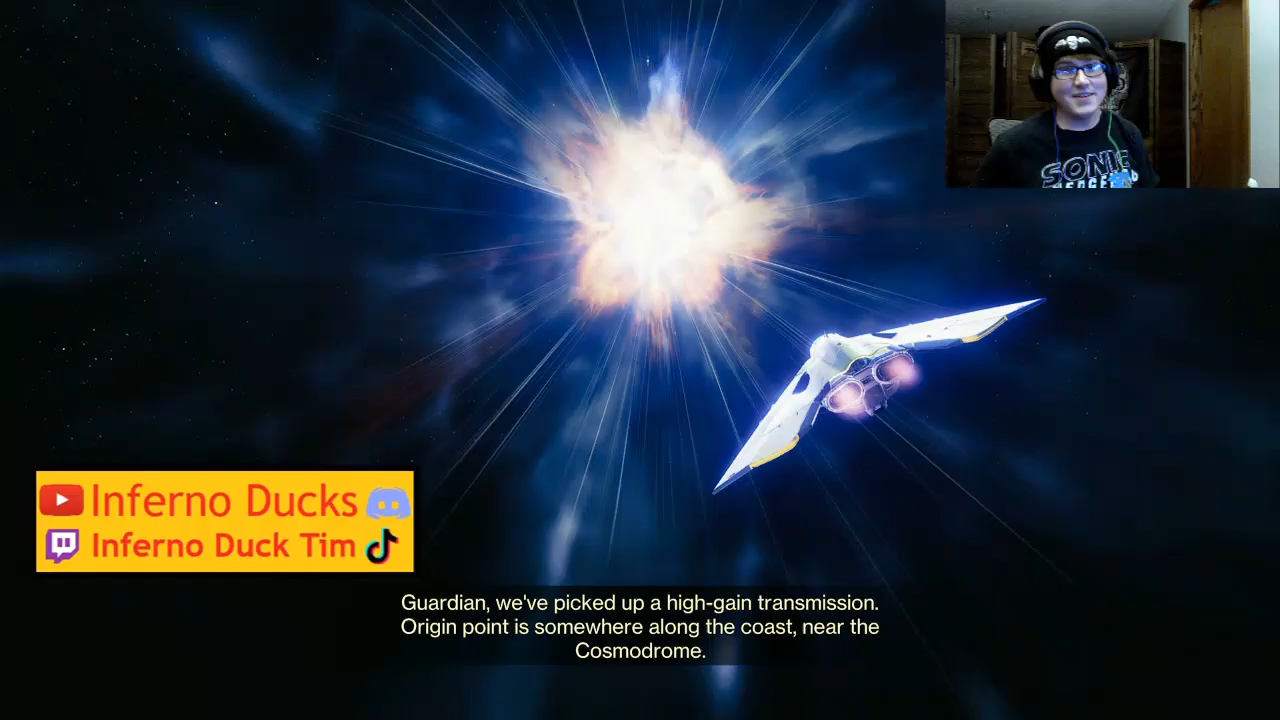 SONIC
Inferno Ducks
Inferno Duck Tim
Guardian, we've picked up a high-gain transmission.
Origin point is somewhere along the coast, near the
Cosmodrome.